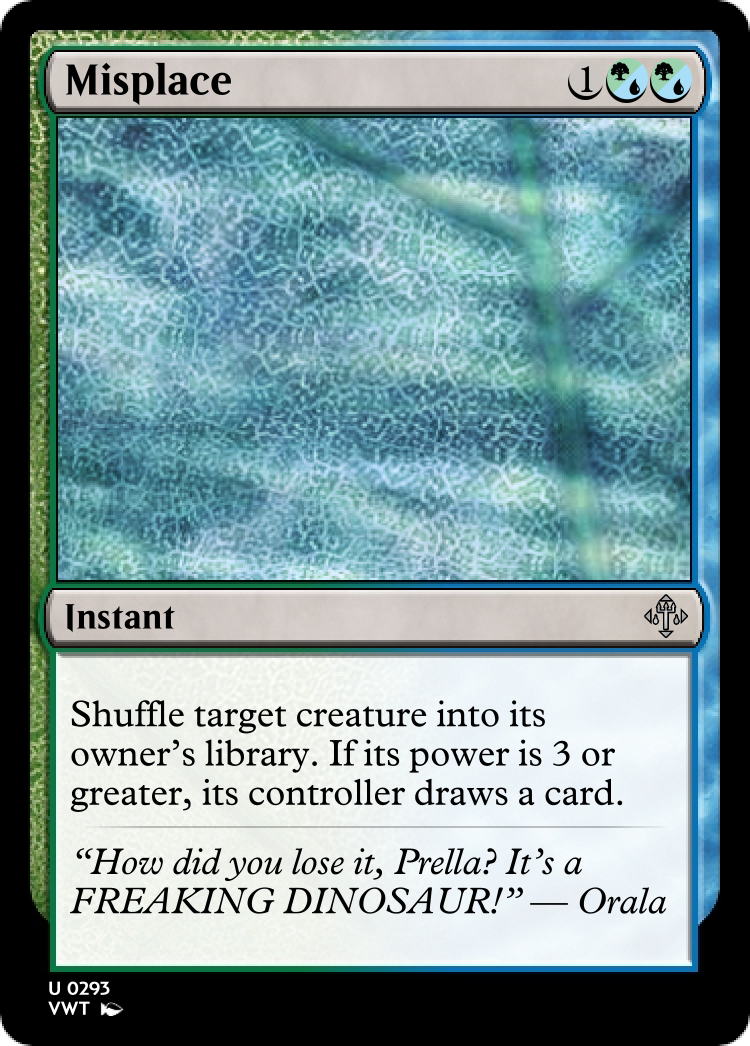 Misplace 1
Instant
Shuffle target creature into its
owner’s library. If its power is 3 or
greater, its controller draws a card.
“How did you lose it, Prella? It’s a
FREAKING DINOSAUR!” — Orala
U 0293
VWT